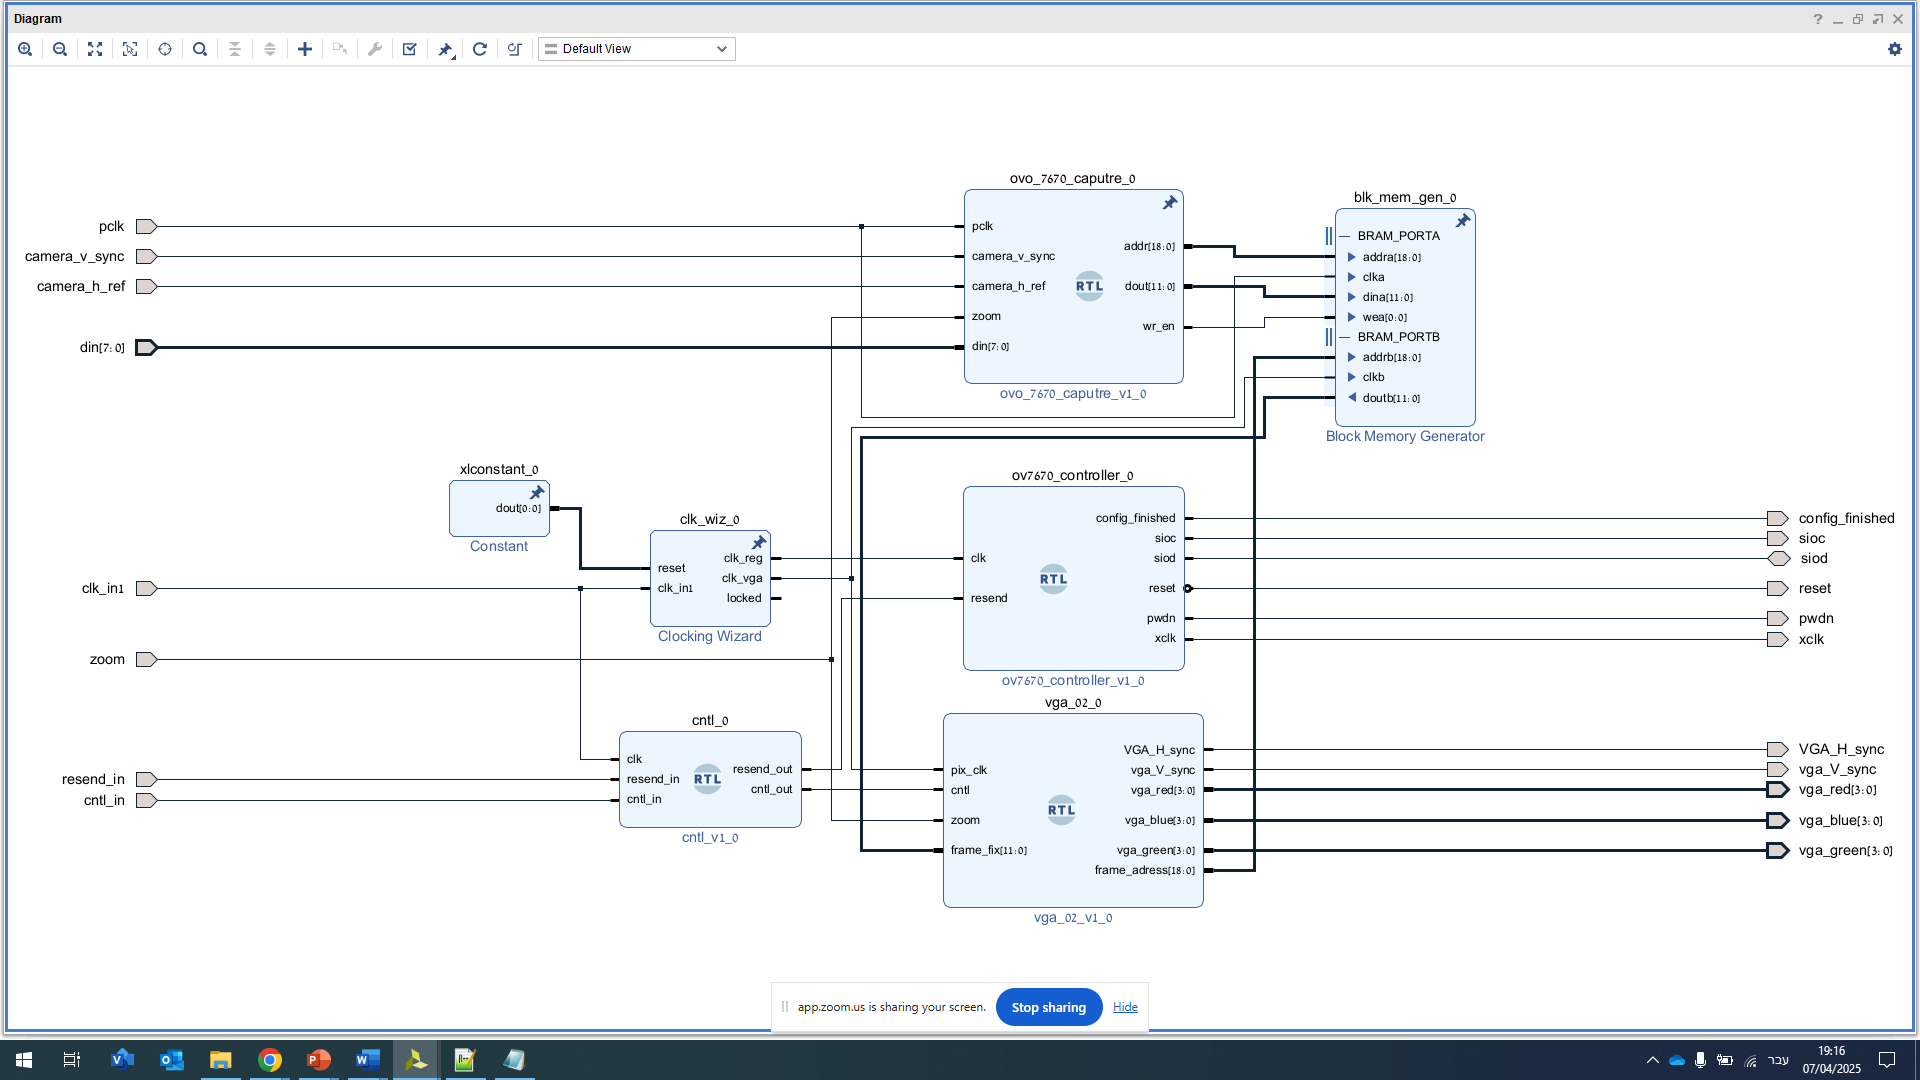 Diagram
Default View
ovo_7670_caputre_0
pclk
camera_v_sync
camera_h_ref
din[7:0]
pclk
camera_v_sync
camera_h_ref
zoom
din[7:0]
addr[18:0]
dout[11:0]
wr_en
RTL
ovo_7670_caputre_v1_0
blk_mem_gen_0
BRAM_PORTA
addra[18:0]
clka
dina[11:0]
wea[0:0]
BRAM_PORTB
addrb[18:0]
clkb
doutb[11:0]
Block Memory Generator
xlconstant_0
dout[0:0]
Constant
clk_in1
zoom
clk_wiz_0
reset
clk_in1
clk_reg
clk_vga
locked
Clocking Wizard
ov7670_controller_0
clk
resend
RTL
config_finished
sioc
siod
reset
pwdn
xclk
ov7670_controller_v1_0
config_finished
sioc
siod
reset
pwdn
xclk
resend_in
cntl_in
cntl_0
clk
resend_in
cntl_in
RTL
resend_out
cntl_out
cntl_v1_0
vga_02_0
pix_clk
cntl
zoom
frame_fix[11:0]
RTL
VGA_H_sync
vga_V_sync
vga_red[3:0]
vga_blue[3:0]
vga_green[3:0]
frame_adress[18:0]
vga_02_v1_0
VGA_H_sync
vga_V_sync
vga_red[3:0]
vga_blue[3:0]
vga_green[3:0]
app.zoom.us is sharing your screen. Stop sharing Hide
עבר
19:16
07/04/2025